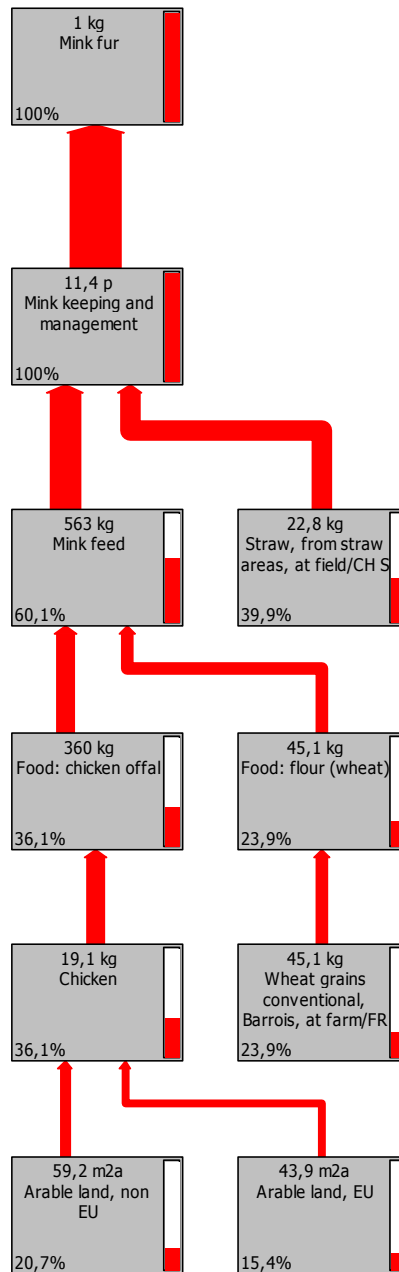 1 kg
Mink fur
100%
11,4 p
Mink keeping and
management
100%
563 kg
Mink feed
60,1%
22,8 kg
Straw, from straw
areas, at field/CH S
39,9%
360 kg
Food: chicken offal
36,1%
45,1 kg
Food: flour (wheat)
23,9%
19,1 kg
Chicken
36,1%
45,1 kg
Wheat grains
conventional,
Barrois, at farm/FR
23,9%
59,2 m2a
Arable land, non
EU
20,7%
43,9 m2a
Arable land, EU
15,4%